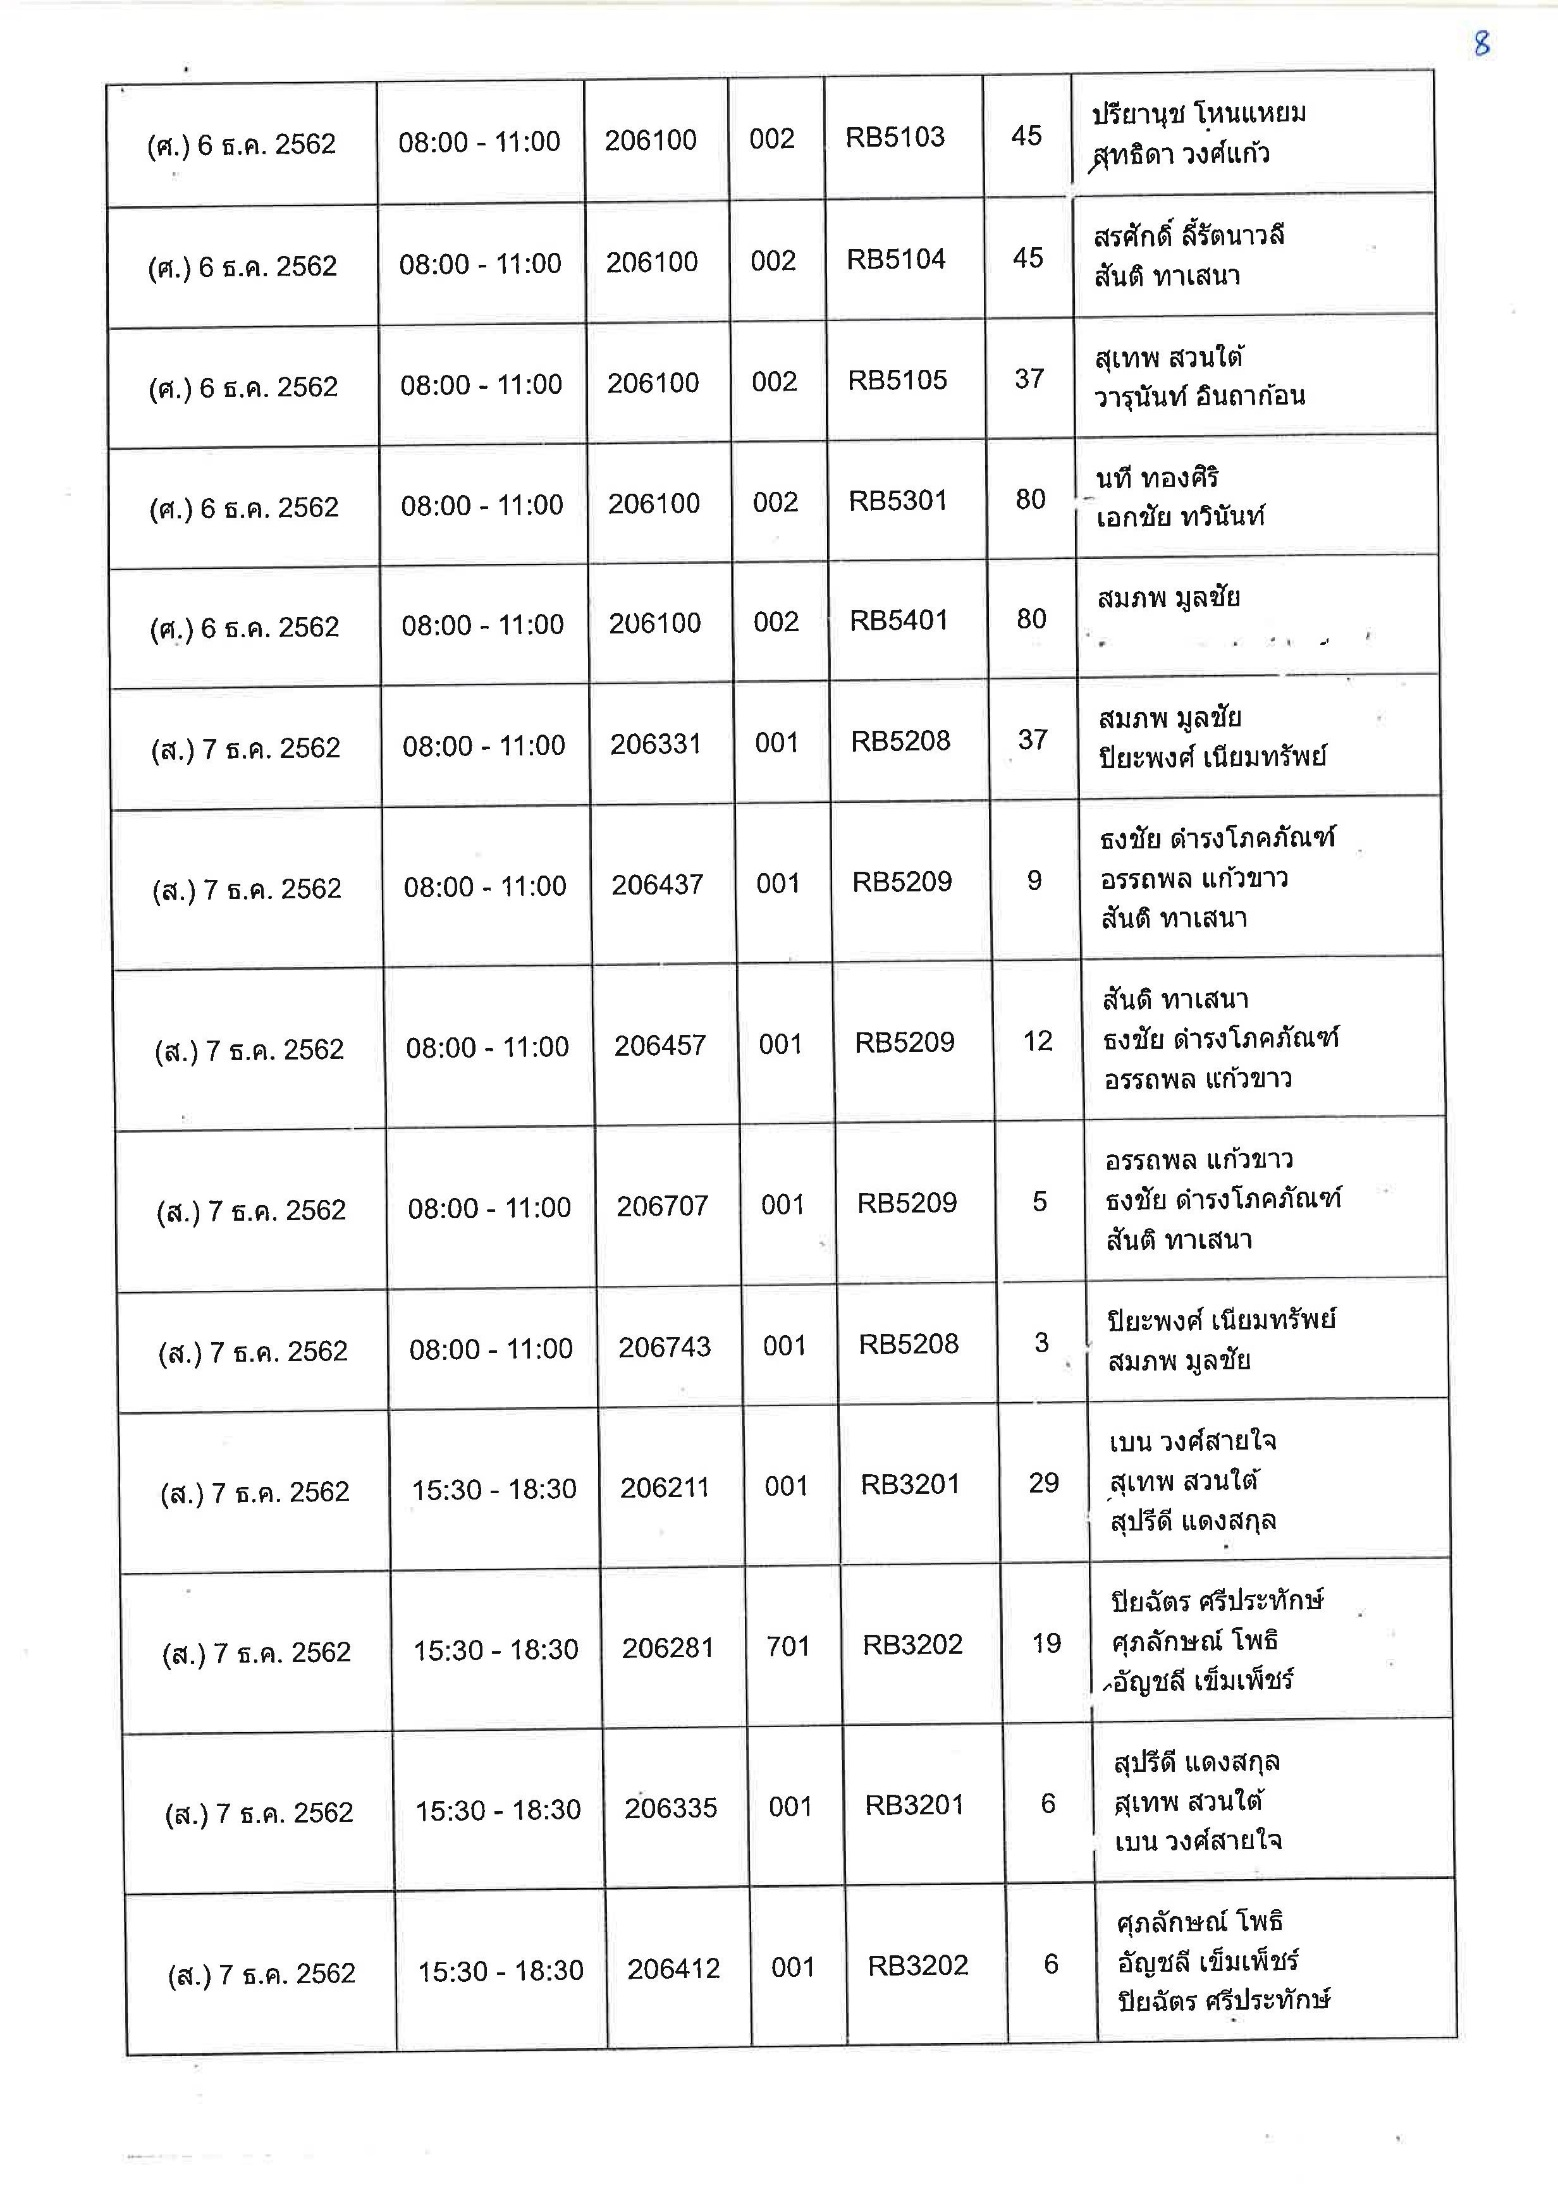 8
(ศ.) 6 ธ.ค. 2562 08:00 - 11:00 206100 002 RB5103 45 ปรียานุช โหนแหยม
สุทธิดา วงศ์แก้ว
(ศ.) 6 ธ.ค. 2562 08:00 - 11:00 206100 002 RB5104 45 สรศักดิ์ ลี้รัตนาวลี
สันติ ทาเสนา
(ศ.) 6 ธ.ค. 2562 08:00 - 11:00 206100 002 RB5105 37 สุเทพ สวนใต้
วารุนันท์ อินถาก้อน
(ศ.) 6 ธ.ค. 2562 08:00 - 11:00 206100 002 RB5301 80 นที ทองศิริ
เอกชัย ทวินันท์
(ศ.) 6 ธ.ค. 2562 08:00 - 11:00 206100 002 RB5401 80 สมภพ มูลชัย
(ส.) 7 ธ.ค. 2562 08:00 - 11:00 206331 001 RB5208 37 สมภพ มูลชัย
ปิยะพงศ์ เนียมทรัพย์
(ส.) 7 ธ.ค. 2562 08:00 - 11:00 206437 001 RB5209 9 ธงชัย ดำรงโภคภัณฑ์
อรรถพล แก้วขาว
สันติ ทาเสนา
(ส.) 7 ธ.ค. 2562 08:00 - 11:00 206457 001 RB5209 12 สันติ ทาเสนา
ธงชัย ดำรงโภคภัณฑ์
อรรถพล แก้วขาว
(ส.) 7 ธ.ค. 2562 08:00 - 11:00 206707 001 RB5209 5 อรรถพล แก้วขาว
ธงชัย ดำรงโภคภัณฑ์
สันติ ทาเสนา
(ส.) 7 ธ.ค. 2562 08:00 - 11:00 206743 001 RB5208 3 ปิยะพงศ์ เนียมทรัพย์
สมภพ มูลชัย
(ส.) 7 ธ.ค. 2562 15:30 - 18:30 206211 001 RB3201 29 เบน วงศ์สายใจ
สุเทพ สวนใต้
สุปรีดี แดงสกุล
(ส.) 7 ธ.ค. 2562 15:30 - 18:30 206281 701 RB3202 19 ปิยฉัตร ศรีประทักษ์
ศุภลักษณ์ โพธิ
อัญชลี เข็มเพ็ชร์
(ส.) 7 ธ.ค. 2562 15:30 - 18:30 206335 001 RB3201 6 สุปรีดี แดงสกุล
สุเทพ สวนใต้
เบน วงศ์สายใจ
(ส.) 7 ธ.ค. 2562 15:30 - 18:30 206412 001 RB3202 6 ศุภลักษณ์ โพธิ
อัญชลี เข็มเพ็ชร์
ปิยฉัตร ศรีประทักษ์